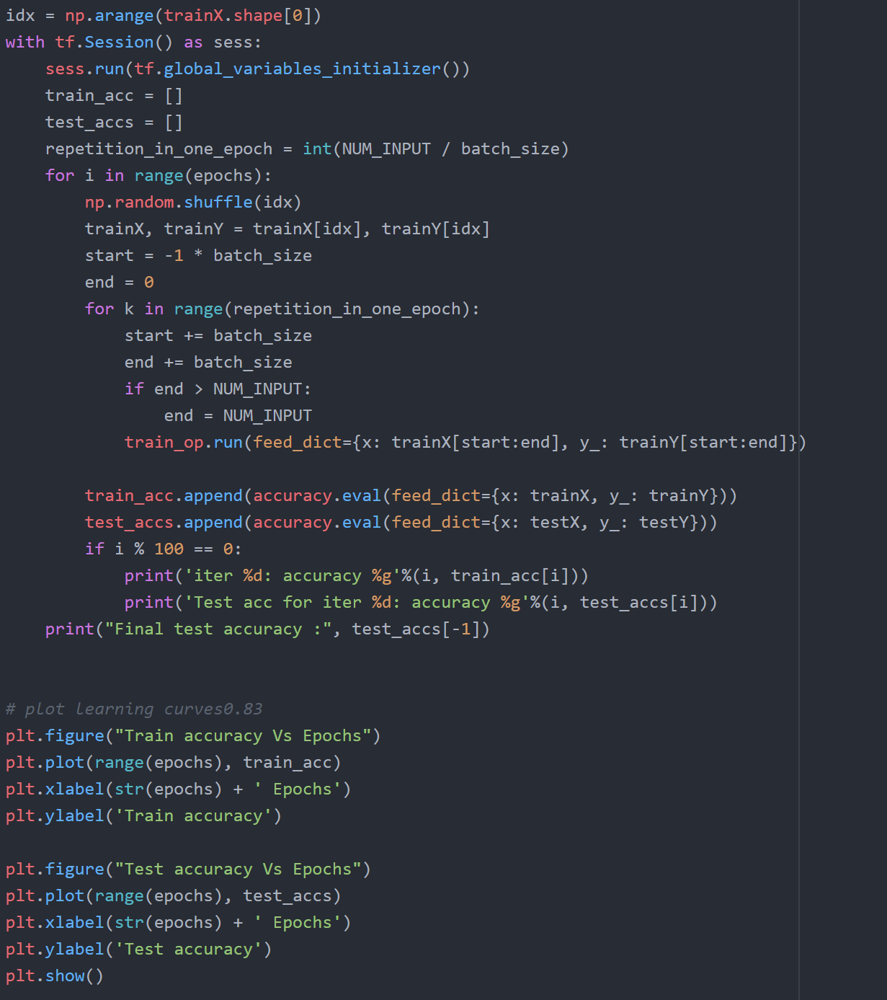 idx = np.arange(trainX.shape[0])
with tf.Session() as sess:
    sess.run(tf.global_variables_initializer())
    train_acc = []
    test_accs = []
    repetition_in_one_epoch = int(NUM_INPUT / batch_size)
    for i in range(epochs):
        np.random.shuffle(idx)
        trainX, trainY = trainX[idx], trainY[idx]
        start = -1 * batch_size
        end = 0
        for k in range(repetition_in_one_epoch):
            start += batch_size
            end += batch_size
            if end > NUM_INPUT:
                end = NUM_INPUT
            train_op.run(feed_dict={x: trainX[start:end], y_: trainY[start:end]})

        train_acc.append(accuracy.eval(feed_dict={x: trainX, y_: trainY}))
        test_accs.append(accuracy.eval(feed_dict={x: testX, y_: testY}))
        if i % 100 == 0:
            print('iter %d: accuracy %g'%(i, train_acc[i]))
            print('Test acc for iter %d: accuracy %g'%(i, test_accs[i]))
    print("Final test accuracy :", test_accs[-1])


# plot learning curves0.83
plt.figure("Train accuracy Vs Epochs")
plt.plot(range(epochs), train_acc)
plt.xlabel(str(epochs) + ' Epochs')
plt.ylabel('Train accuracy')

plt.figure("Test accuracy Vs Epochs")
plt.plot(range(epochs), test_accs)
plt.xlabel(str(epochs) + ' Epochs')
plt.ylabel('Test accuracy')
plt.show()